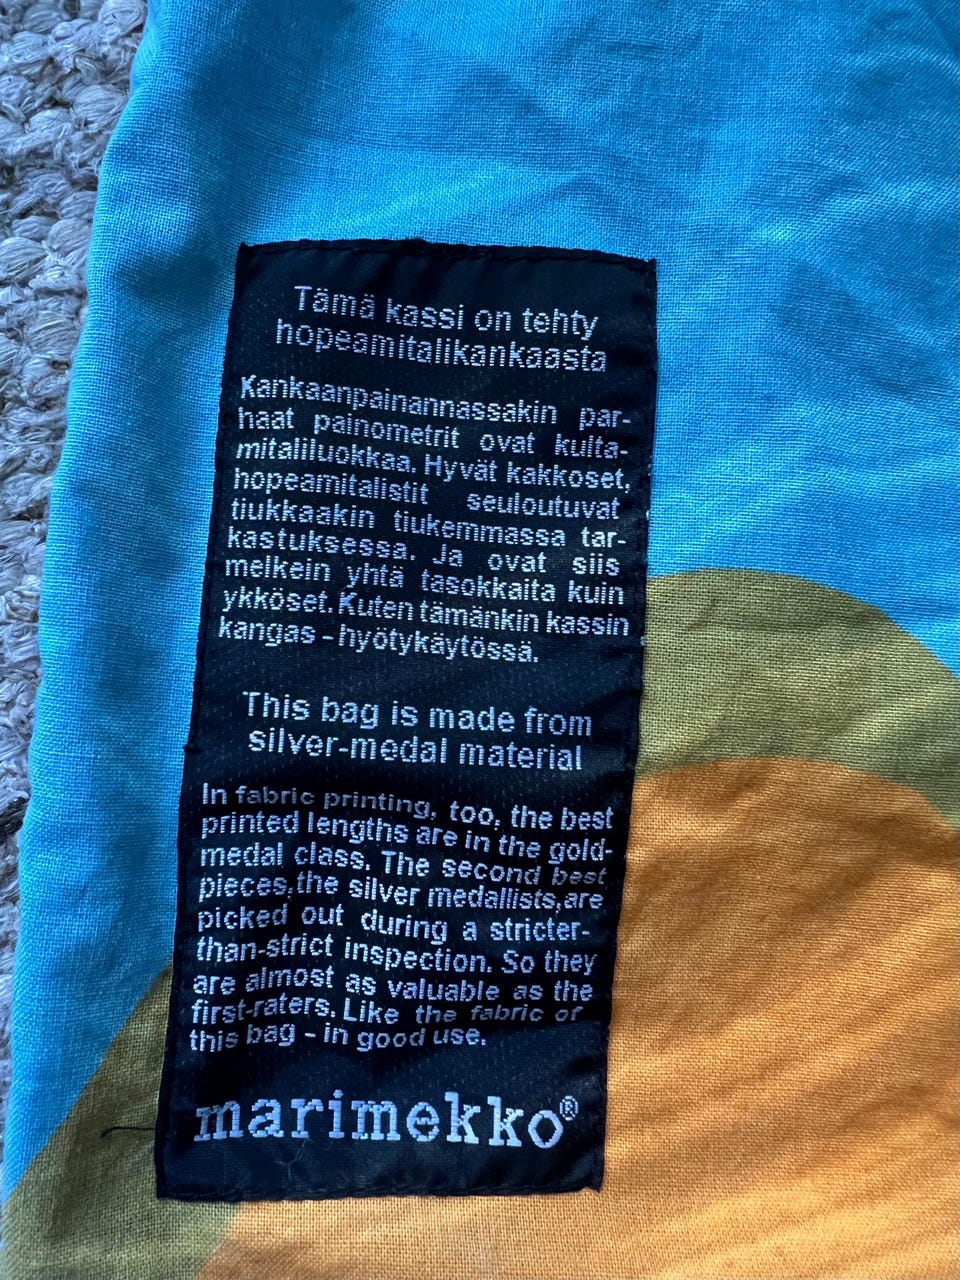 Tämä kassi on tehty
hopeamitalikankaasta
Kankaanpainannassakin par-
haat painometrit ovat kulta-
mitaliluokkaa. Hyvät kakkoset,
hopeamitalistit seuloutuvat
tiukkaakin tiukemmassa tar-
kastuksessa. Ja ovat siis
melkein yhtä tasokkaita kuin
ykköset. Kuten tämänkin kassin
kangas - hyötykäytössä.
This bag is made from
silver-medal material
In fabric printing, too, the best
printed lengths are in the gold-
medal class. The second best
pieces, the silver medallists, are
picked out during a stricter-
than-strict inspection. So they
are almost as valuable as the
first-raters. Like the fabric of
this bag - in good use.
marimekko®